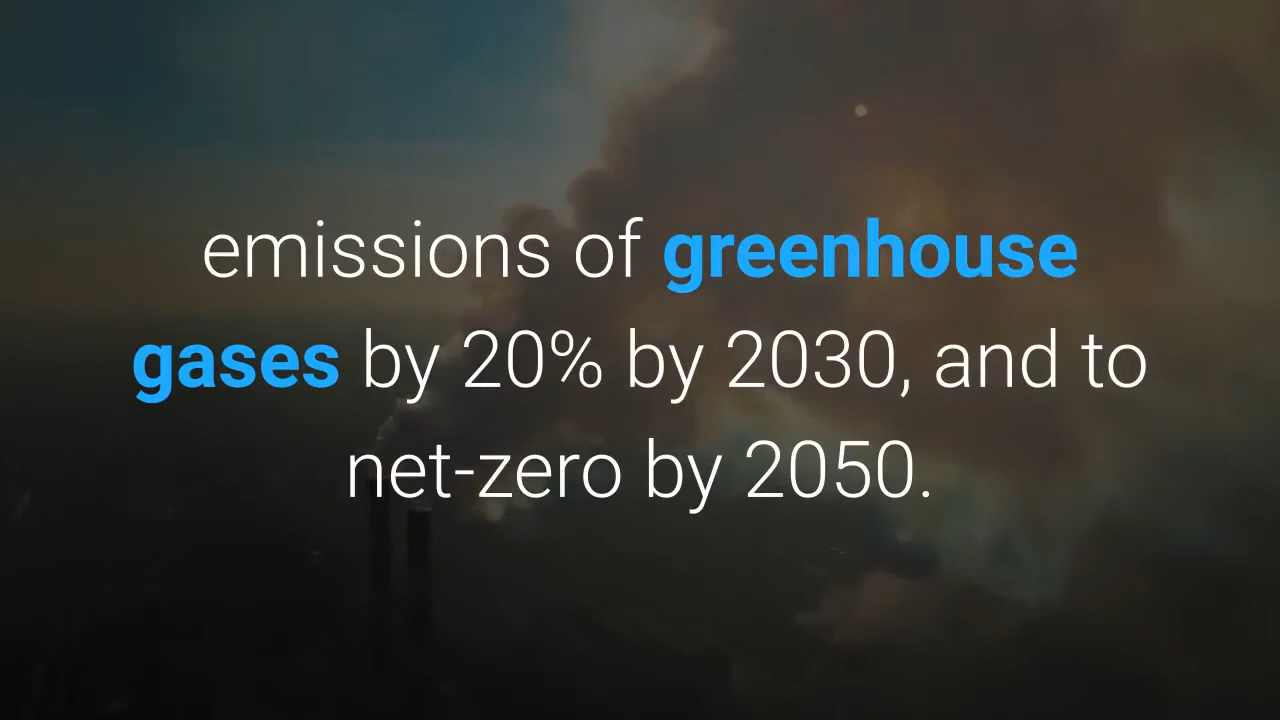 emissions of greenhouse
gases by 20% by 2030, and to
net-zero by 2050.